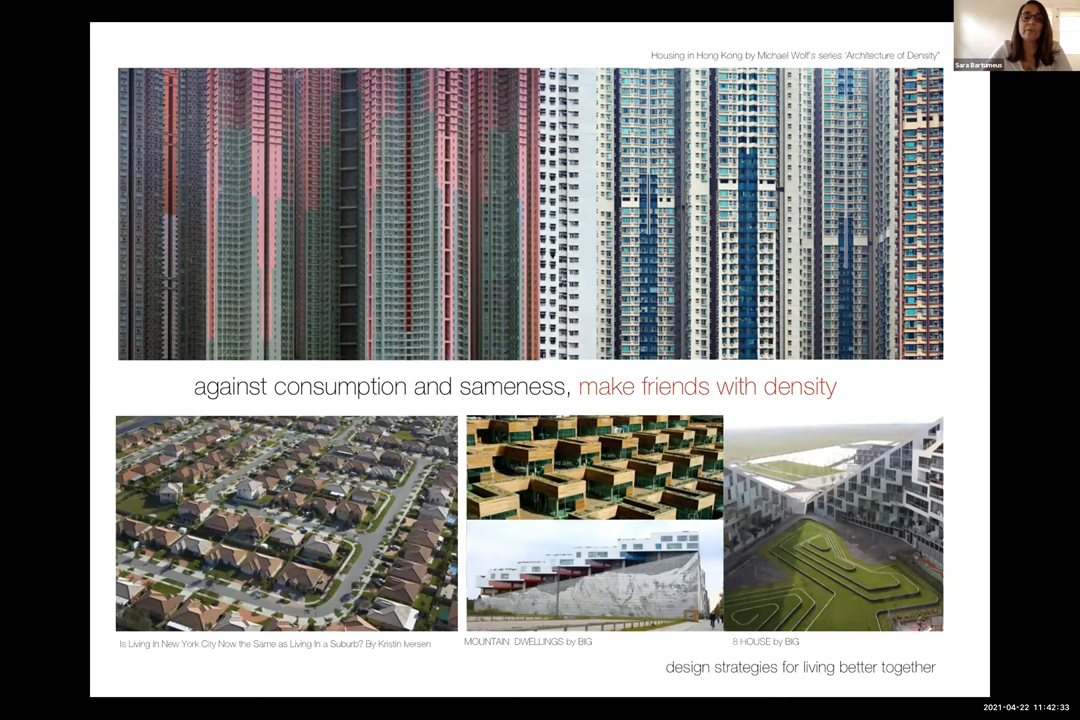 Housing in Hong Kong by Michael Wolf's series 'Architecture of Density"
Sara Bartumeus
against consumption and sameness, make friends with density
Is Living In New York City Now the Same as Living In a Suburb? By Kristin Iversen
MOUNTAIN DWELLINGS by BIG
8 HOUSE by BIG
design strategies for living better together
2021-04-22 11:42:33